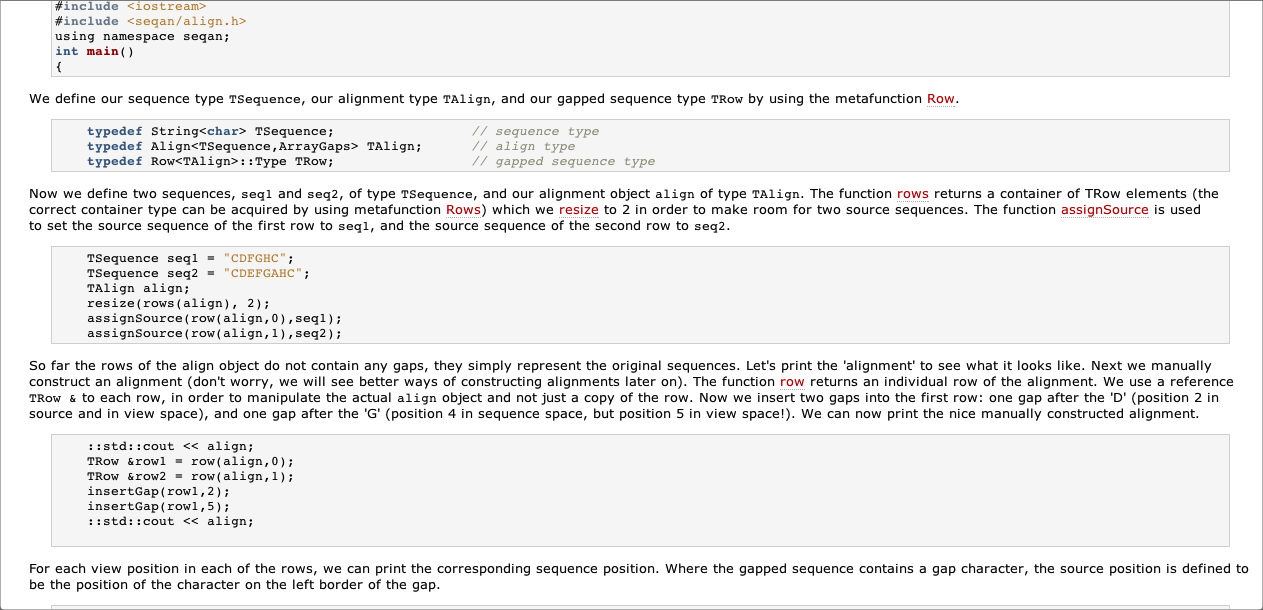 #include <iostream>
#include <seqan/align.h>
using namespace seqan;
int main()
{
We define our sequence type TSequence, our alignment type TAlign, and our gapped sequence type TRow by using the metafunction Row.
typedef String<char> TSequence; // sequence type
typedef Align<TSequence,ArrayGaps> TAlign; // align type
typedef Row<TAlign>::Type TRow; // gapped sequence type
Now we define two sequences, seq1 and seq2, of type TSequence, and our alignment object align of type TAlign. The function rows returns a container of TRow elements (the
correct container type can be acquired by using metafunction Rows) which we resize to 2 in order to make room for two source sequences. The function assignSource is used
to set the source sequence of the first row to seq1, and the source sequence of the second row to seq2.
TSequence seq1 = "CDFGHC";
TSequence seq2 = "CDEFGAHC";
TAlign align;
resize(rows(align), 2);
assignSource(row(align,0),seq1);
assignSource(row(align,1),seq2);
So far the rows of the align object do not contain any gaps, they simply represent the original sequences. Let's print the 'alignment' to see what it looks like. Next we manually
construct an alignment (don't worry, we will see better ways of constructing alignments later on). The function row returns an individual row of the alignment. We use a reference
TRow & to each row, in order to manipulate the actual align object and not just a copy of the row. Now we insert two gaps into the first row: one gap after the 'D' (position 2 in
source and in view space), and one gap after the 'G' (position 4 in sequence space, but position 5 in view space!). We can now print the nice manually constructed alignment.
::std::cout << align;
TRow &row1 = row(align,0);
TRow &row2 = row(align,1);
insertGap(row1,2);
insertGap(row1,5);
::std::cout << align;
For each view position in each of the rows, we can print the corresponding sequence position. Where the gapped sequence contains a gap character, the source position is defined to
be the position of the character on the left border of the gap.